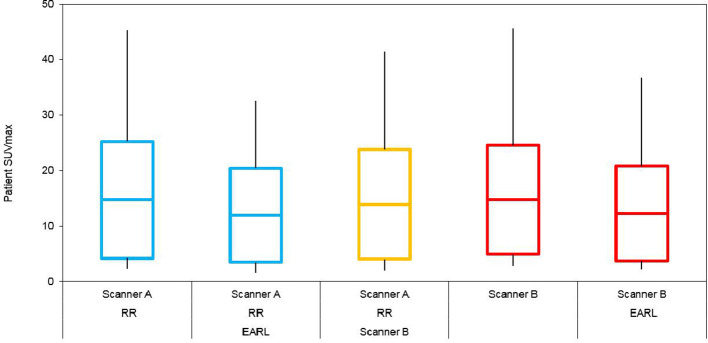 50
40
30
20
10
0
Patient SUVmax
Scanner A Scanner A Scanner A Scanner B Scanner B
RR RR RR EARL
EARL Scanner B